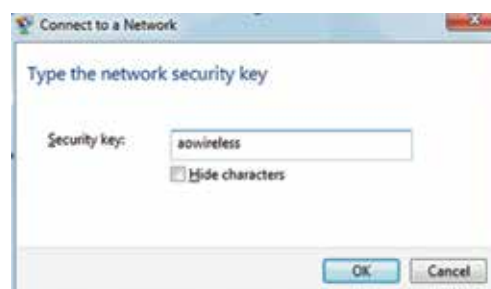 Connect to a Network
Type the network security key
Security key: aowireless
Hide characters
OK Cancel